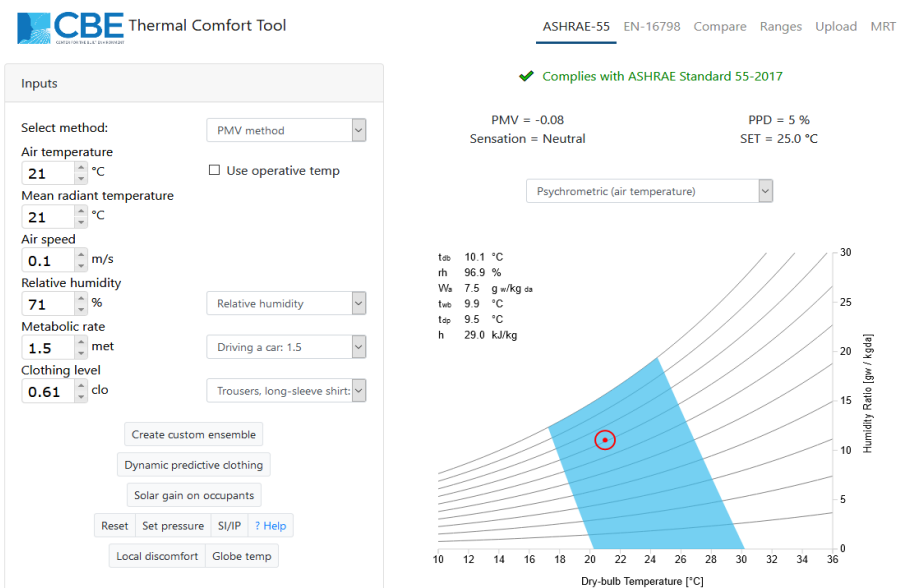 CBE Thermal Comfort Tool
CENTER FOR THE BUILT ENVIRONMENT
ASHRAE-55 EN-16798 Compare Ranges Upload MRT
Inputs
Select method:
PMV method
Air temperature
21 °C
Use operative temp
Mean radiant temperature
21 °C
Air speed
0.1 m/s
Relative humidity
71 %
Relative humidity
Metabolic rate
1.5 met
Driving a car: 1.5
Clothing level
0.61 clo
Trousers, long-sleeve shirt:
Create custom ensemble
Dynamic predictive clothing
Solar gain on occupants
Reset Set pressure SI/IP ? Help
Local discomfort Globe temp
Complies with ASHRAE Standard 55-2017
PMV = -0.08
PPD = 5 %
Sensation = Neutral
SET = 25.0 °C
Psychrometric (air temperature)
tdb 10.1 °C
rh 96.9 %
Wa 7.5 g w/kg da
twb 9.9 °C
tdp 9.5 °C
h 29.0 kJ/kg
30
25
20
15
10
5
0
Humidity Ratio [gw / kgda]
10 12 14 16 18 20 22 24 26 28 30 32 34 36
Dry-bulb Temperature [°C]